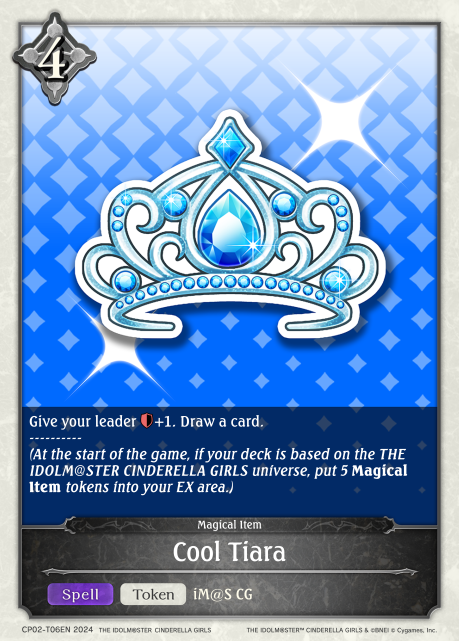 4
Give your leader +1. Draw a card.
----------
(At the start of the game, if your deck is based on the THE
IDOLM@STER CINDERELLA GIRLS universe, put 5 Magical
Item tokens into your EX area.)
Magical Item
Cool Tiara
Spell Token iM@S CG
CP02-T06EN 2024 THE IDOLM@STER CINDERELLA GIRLS THE IDOLM@STER™ CINDERELLA GIRLS & ©BNEI © Cygames, Inc.